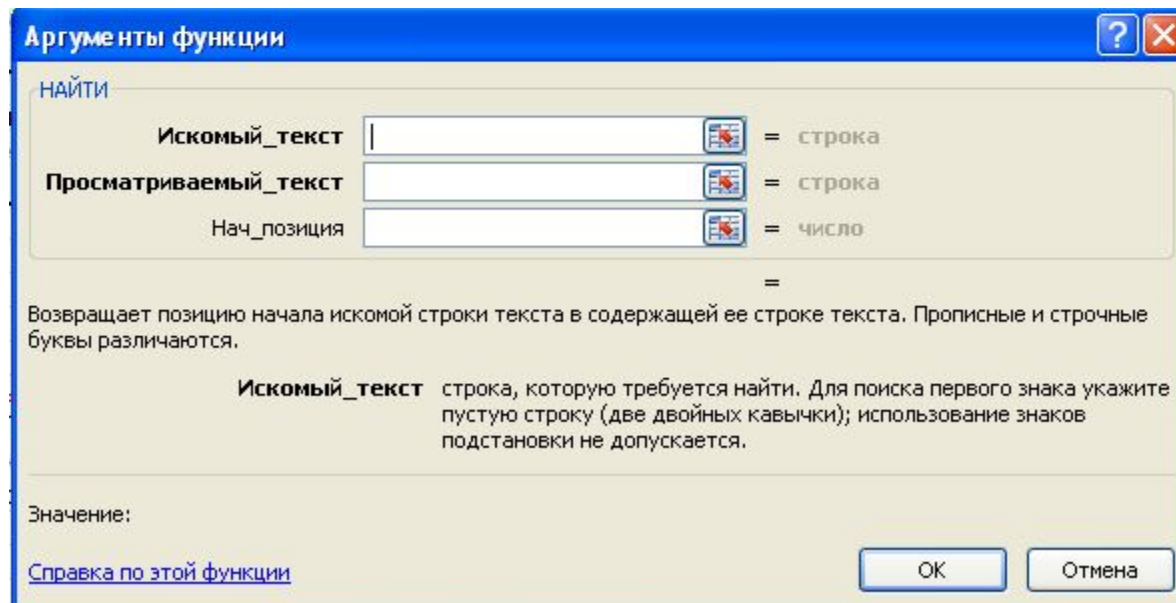 Аргументы функции
НАЙТИ
Искомый_текст = строка
Просматриваемый_текст = строка
Нач_позиция = число
=
Возвращает позицию начала искомой строки текста в содержащей ее строке текста. Прописные и строчные
буквы различаются.
Искомый_текст строка, которую требуется найти. Для поиска первого знака укажите
пустую строку (две двойных кавычки); использование знаков
подстановки не допускается.
Значение:
Справка по этой функции
ОК Отмена